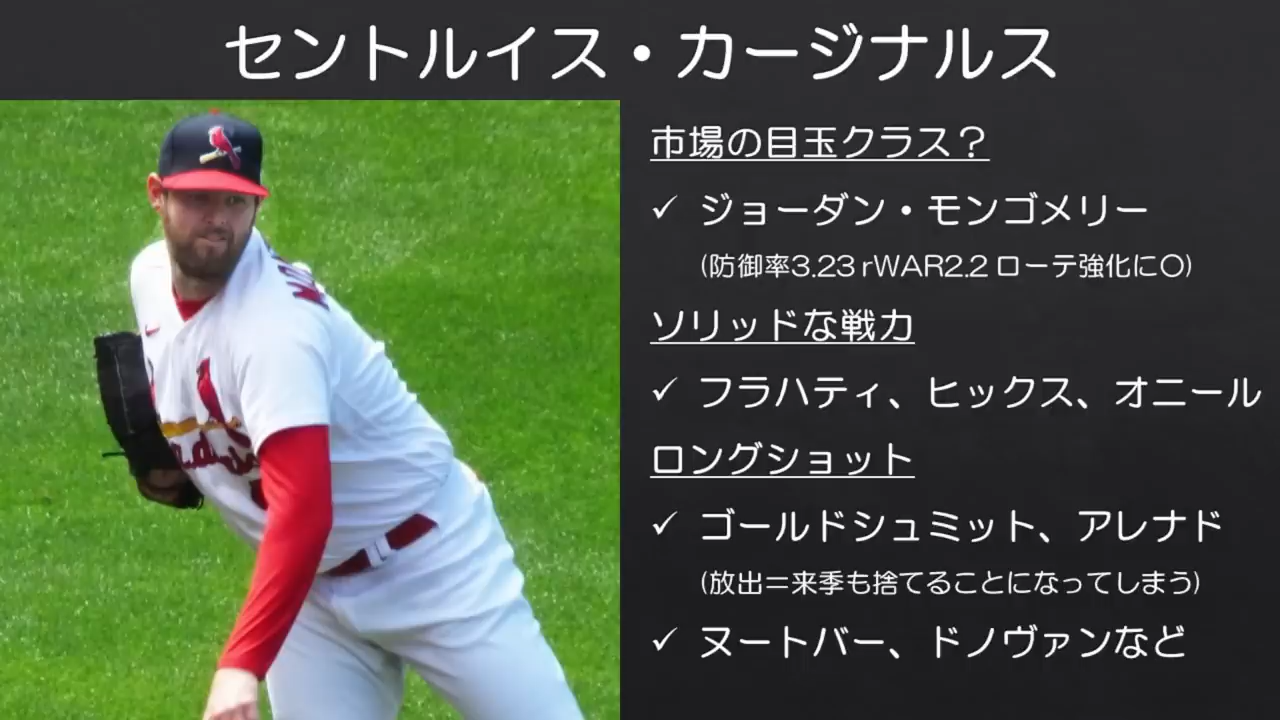 セントルイス・カージナルス
市場の目玉クラス？
✓ ジョーダン・モンゴメリー
(防御率3.23 rWAR2.2 ローテ強化に○)
ソリッドな戦力
✓ フラハティ、ヒックス、オニール
ロングショット
✓ ゴールドシュミット、アレナド
(放出＝来季も捨てることになってしまう)
✓ ヌートバー、ドノヴァンなど